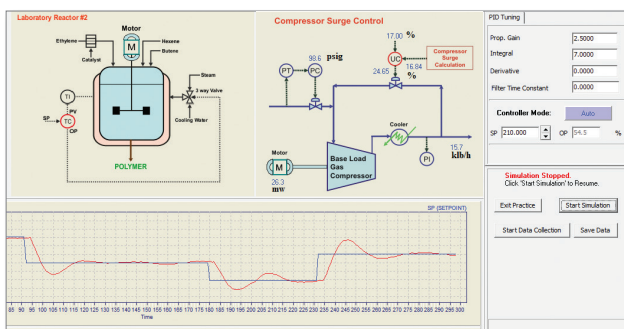 Laboratory Reactor #2
Motor
M
Ethylene
Hexene
Butene
Catalyst
Steam
3 way Valve
Cooling Water
TI
PV
SP
TC
OP
POLYMER
Compressor Surge Control
17.00 %
98.6 psig
PT
PC
UC
16.84
24.65 %
Compressor
Surge
Calculation
Cooler
15.7
klb/h
PI
Motor
M
26.3
mw
Base Load
Gas
Compressor
PID Tuning
Prop. Gain 2.5000
Integral 7.0000
Derivative 0.0000
Filter Time Constant 0.0000
Controller Mode: Auto
SP 210.000 OP 54.5 %
Simulation Stopped.
Click 'Start Simulation' to Resume.
Exit Practice Start Simulation
Start Data Collection Save Data
SP (SETPOINT)
85 90 95 100 105 110 115 120 125 130 135 140 145 150 155 160 165 170 175 180 185 190 195 200 205 210 215 220 225 230 235 240 245 250 255 260 265 270 275 280 285 290 295 300
Time